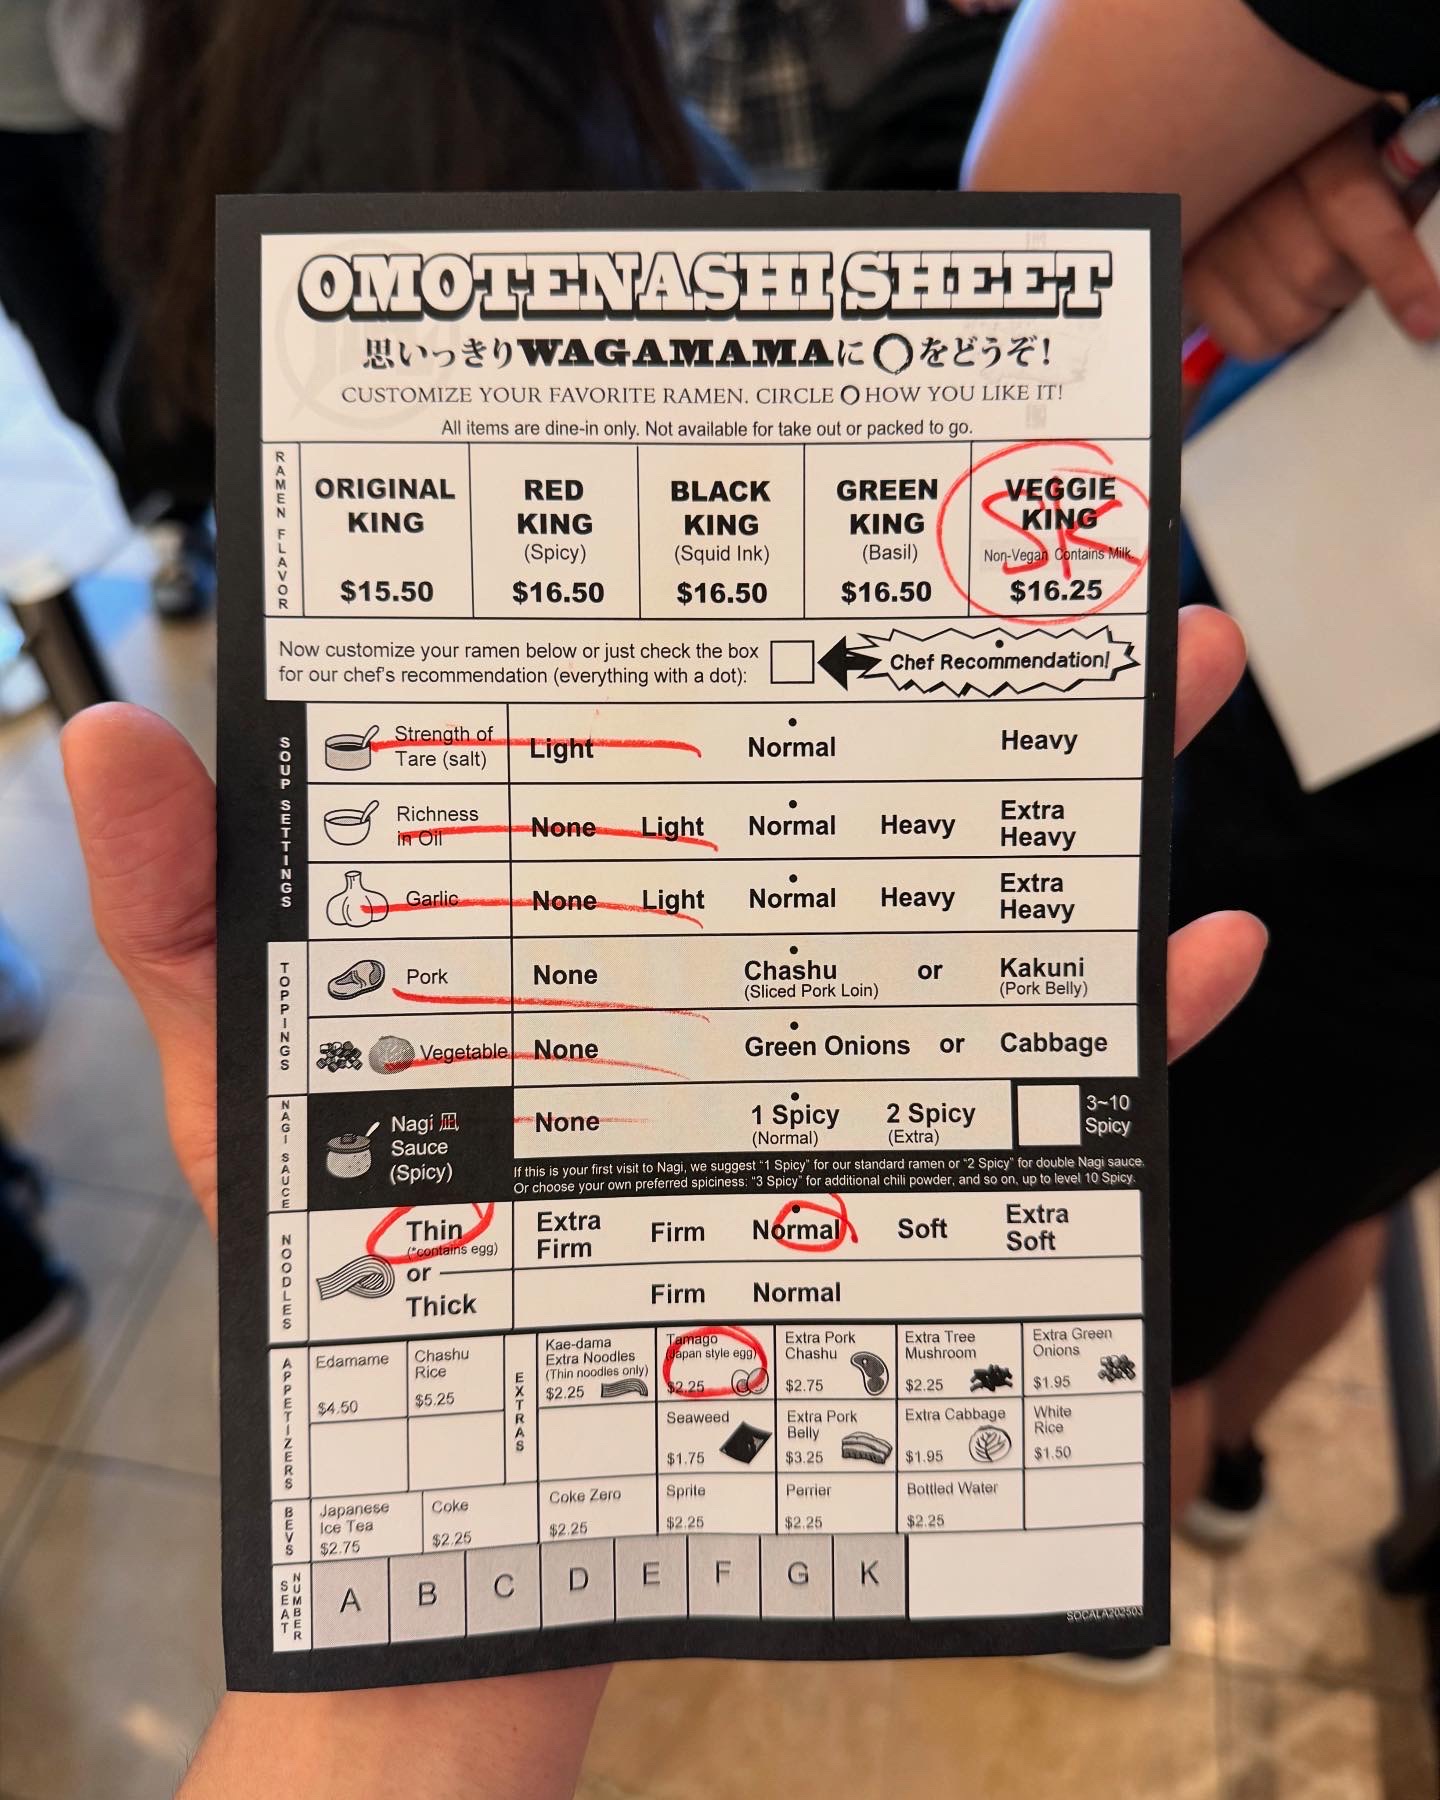 OMOTENASHI SHEET
思いっきりWAGAMAMAに○をどうぞ!
CUSTOMIZE YOUR FAVORITE RAMEN. CIRCLE O HOW YOU LIKE IT!
All items are dine-in only. Not available for take out or packed to go.
RAMEN FLAVOR
ORIGINAL
KING
$15.50
RED
KING
(Spicy)
$16.50
BLACK
KING
(Squid Ink)
$16.50
GREEN
KING
(Basil)
$16.50
VEGGIE
KING
Non-Vegan Contains Milk.
$16.25
SK
Now customize your ramen below or just check the box
for our chef's recommendation (everything with a dot):
Chef Recommendation!
SOUP SETTINGS
Strength of
Tare (salt)
Light Normal Heavy
Richness
in Oil
None Light Normal Heavy Extra
Heavy
Garlic
None Light Normal Heavy Extra
Heavy
TOPPINGS
Pork
None Chashu or Kakuni
(Sliced Pork Loin) (Pork Belly)
Vegetable
None Green Onions or Cabbage
NAGI SAUCE
Nagi 凪
Sauce
(Spicy)
None 1 Spicy 2 Spicy
(Normal) (Extra)
3~10
Spicy
If this is your first visit to Nagi, we suggest "1 Spicy" for our standard ramen or "2 Spicy" for double Nagi sauce.
Or choose your own preferred spiciness: "3 Spicy" for additional chili powder, and so on, up to level 10 Spicy.
NOODLES
Thin
(*contains egg)
or
Thick
Extra
Firm
Firm Normal Soft Extra
Soft
Firm Normal
APPETIZERS
Edamame
$4.50
Chashu
Rice
$5.25
EXTRAS
Kae-dama
Extra Noodles
(Thin noodles only)
$2.25
Tamago
(Japan style egg)
$2.25
Extra Pork
Chashu
$2.75
Extra Tree
Mushroom
$2.25
Extra Green
Onions
$1.95
Seaweed
$1.75
Extra Pork
Belly
$3.25
Extra Cabbage
$1.95
White
Rice
$1.50
BEVS
Japanese
Ice Tea
$2.75
Coke
$2.25
Coke Zero
$2.25
Sprite
$2.25
Perrier
$2.25
Bottled Water
$2.25
SEAT NUMBER
A B C D E F G K
SOCALA202503